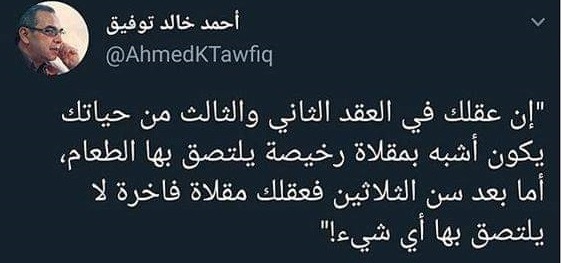 أحمد خالد توفيق
@AhmedKTawfiq
"إن عقلك في العقد الثاني والثالث من حياتك
يكون أشبه بمقلاة رخيصة يلتصق بها الطعام،
أما بعد سن الثلاثين فعقلك مقلاة فاخرة لا
يلتصق بها أي شيء!"